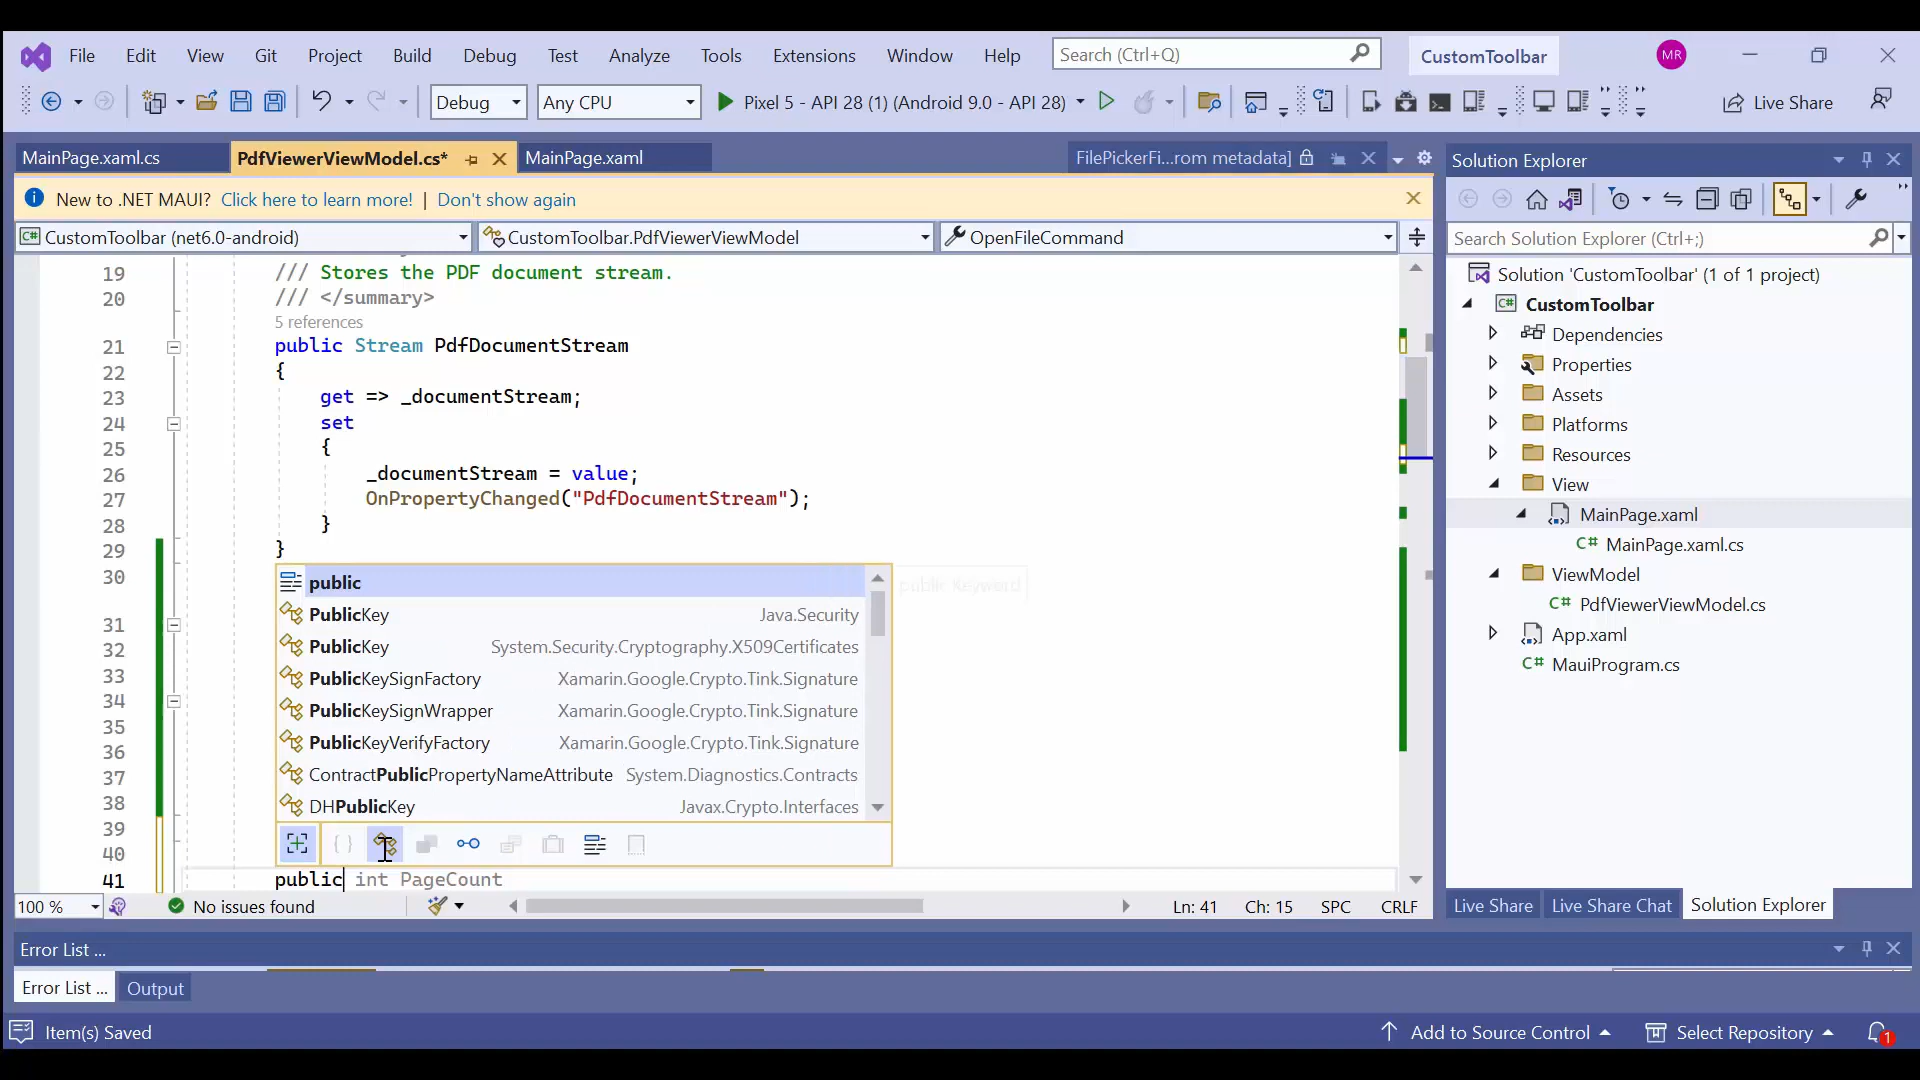 File Edit View Git Project Build Debug Test Analyze Tools Extensions Window Help Search (Ctrl+Q) CustomToolbar MR
Debug Any CPU Pixel 5 - API 28 (1) (Android 9.0 - API 28) Live Share
MainPage.xaml.cs PdfViewerViewModel.cs* MainPage.xaml FilePickerFi...rom metadata]
New to .NET MAUI? Click here to learn more! | Don't show again
CustomToolbar (net6.0-android) CustomToolbar.PdfViewerViewModel OpenFileCommand
19 /// Stores the PDF document stream.
20 /// </summary>
5 references
21 public Stream PdfDocumentStream
22 {
23 get => _documentStream;
24 set
25 {
26 _documentStream = value;
27 OnPropertyChanged("PdfDocumentStream");
28 }
29 }
30
31
32
33
34
35
36
37
38
39
40
41 public int PageCount
public
public Keyword
PublicKey Java.Security
PublicKey System.Security.Cryptography.X509Certificates
PublicKeySignFactory Xamarin.Google.Crypto.Tink.Signature
PublicKeySignWrapper Xamarin.Google.Crypto.Tink.Signature
PublicKeyVerifyFactory Xamarin.Google.Crypto.Tink.Signature
ContractPublicPropertyNameAttribute System.Diagnostics.Contracts
DHPublicKey Javax.Crypto.Interfaces
100 % No issues found Ln: 41 Ch: 15 SPC CRLF
Solution Explorer
Search Solution Explorer (Ctrl+;)
Solution 'CustomToolbar' (1 of 1 project)
CustomToolbar
Dependencies
Properties
Assets
Platforms
Resources
View
MainPage.xaml
C# MainPage.xaml.cs
ViewModel
C# PdfViewerViewModel.cs
App.xaml
C# MauiProgram.cs
Live Share Live Share Chat Solution Explorer
Error List ...
Error List ... Output
Item(s) Saved Add to Source Control Select Repository 1